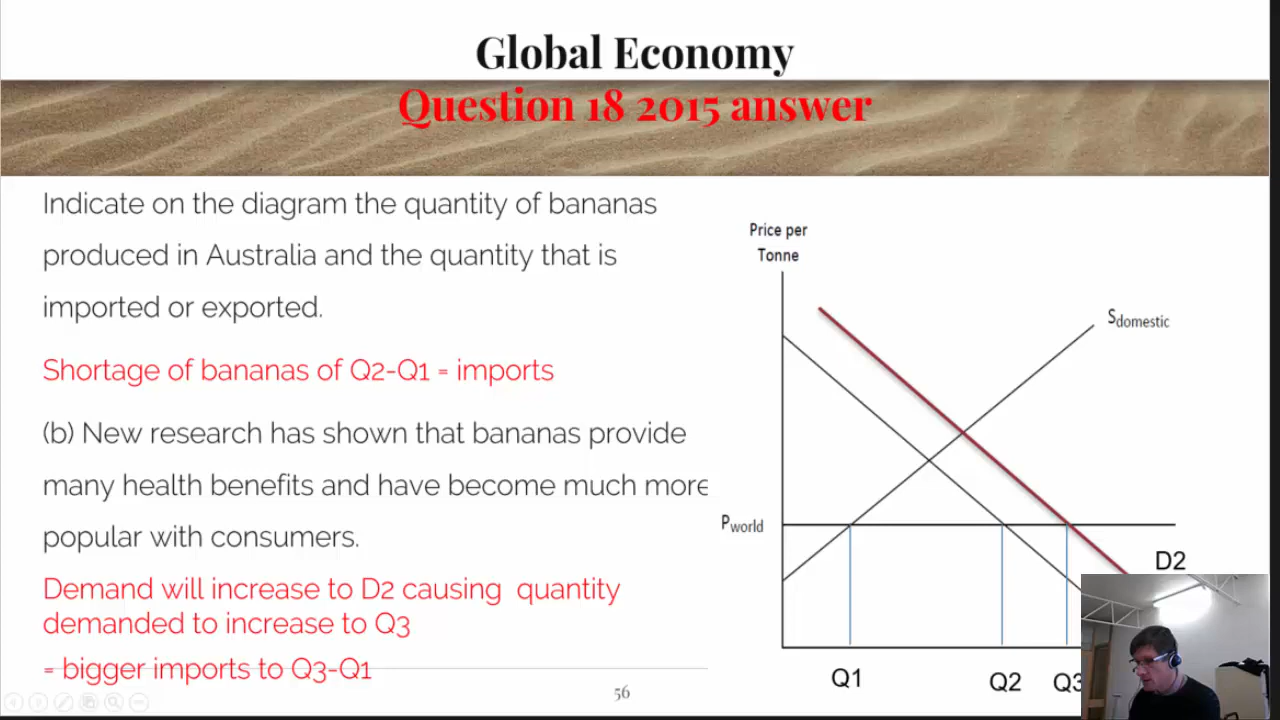 Global Economy
Question 18 2015 answer
Indicate on the diagram the quantity of bananas
produced in Australia and the quantity that is
imported or exported.
Shortage of bananas of Q2-Q1 = imports
(b) New research has shown that bananas provide
many health benefits and have become much more
popular with consumers.
Demand will increase to D2 causing quantity
demanded to increase to Q3
= bigger imports to Q3-Q1
56
Price per
Tonne
Sdomestic
Pworld
D2
Q1
Q2
Q3